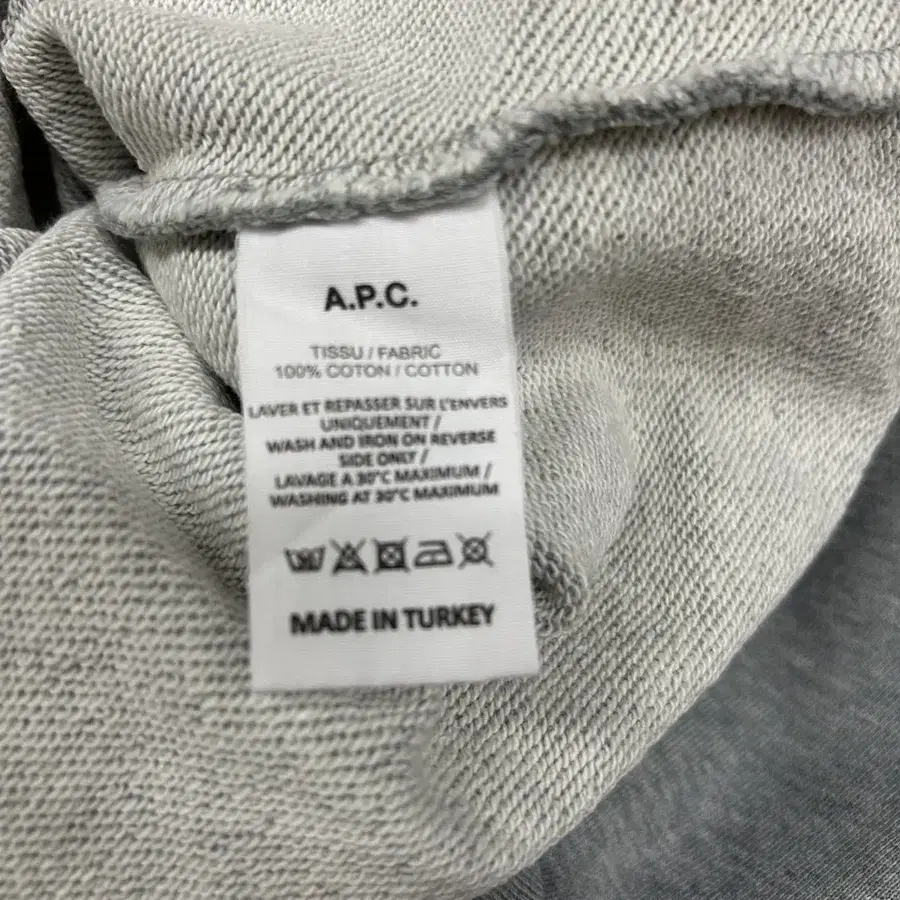 A.P.C.
TISSU / FABRIC
100% COTON / COTTON
LAVER ET REPASSER SUR L'ENVERS
UNIQUEMENT /
WASH AND IRON ON REVERSE
SIDE ONLY /
LAVAGE A 30°C MAXIMUM /
WASHING AT 30°C MAXIMUM
MADE IN TURKEY